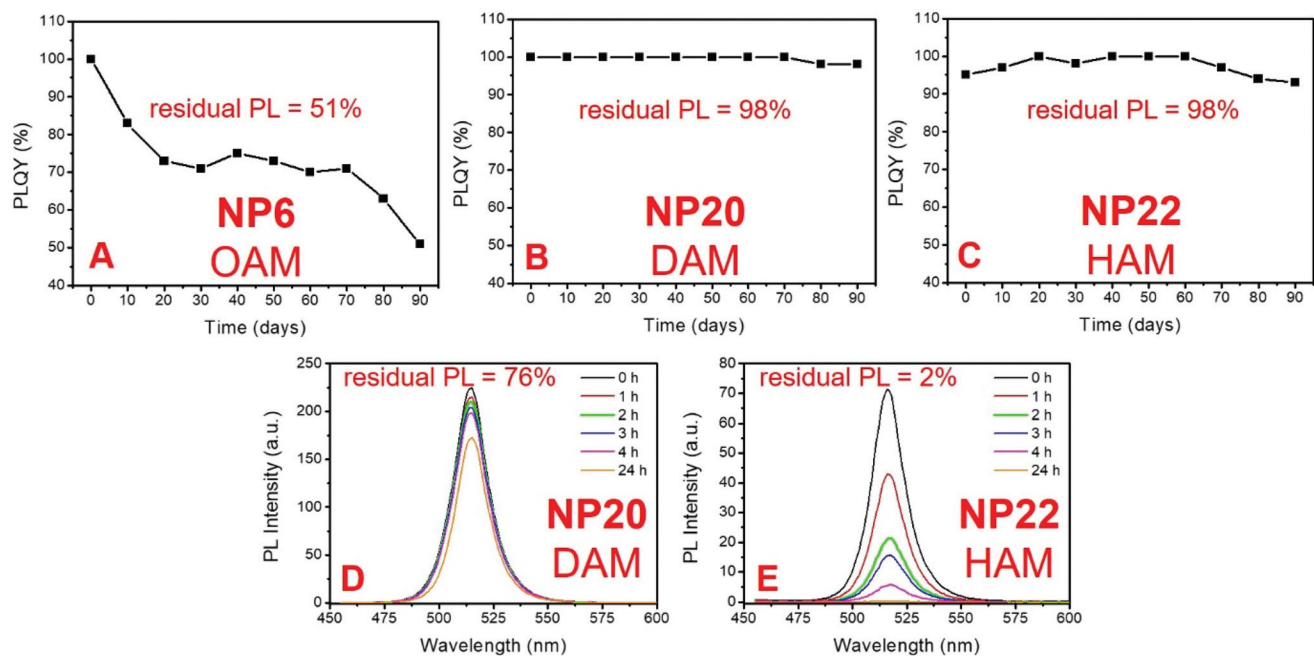 110
100
90
80
70
60
50
40
PLQY (%)
residual PL = 51%
NP6
OAM
A
0 10 20 30 40 50 60 70 80 90
Time (days)
110
100
90
80
70
60
50
40
PLQY (%)
residual PL = 98%
NP20
DAM
B
0 10 20 30 40 50 60 70 80 90
Time (days)
110
100
90
80
70
60
50
40
PLQY (%)
residual PL = 98%
NP22
HAM
C
0 10 20 30 40 50 60 70 80 90
Time (days)
250
200
150
100
50
0
PL Intensity (a.u.)
residual PL = 76%
0 h
1 h
2 h
3 h
4 h
24 h
NP20
DAM
D
450 475 500 525 550 575 600
Wavelength (nm)
80
70
60
50
40
30
20
10
0
PL Intensity (a.u.)
residual PL = 2%
0 h
1 h
2 h
3 h
4 h
24 h
NP22
HAM
E
450 475 500 525 550 575 600
Wavelength (nm)